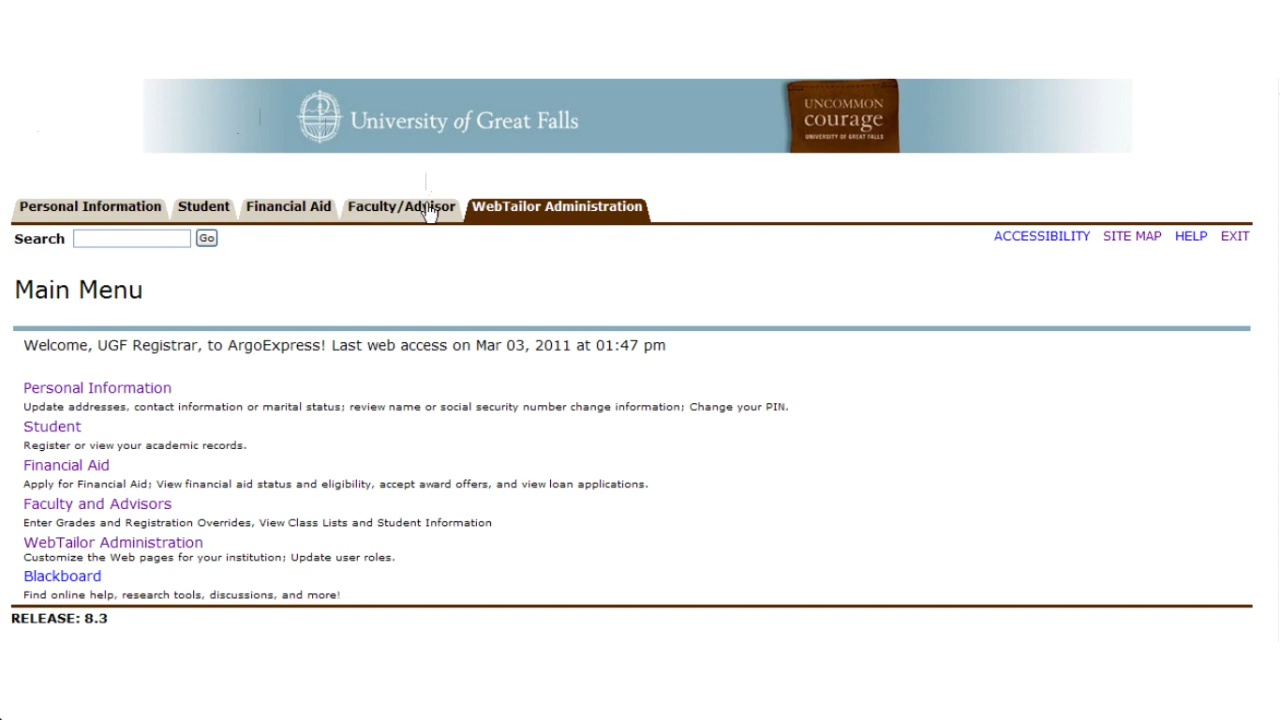 University of Great Falls
UNCOMMON
courage
UNIVERSITY OF GREAT FALLS
Personal Information Student Financial Aid Faculty/Advisor WebTailor Administration
Search Go ACCESSIBILITY SITE MAP HELP EXIT
Main Menu
Welcome, UGF Registrar, to ArgoExpress! Last web access on Mar 03, 2011 at 01:47 pm
Personal Information
Update addresses, contact information or marital status; review name or social security number change information; Change your PIN.
Student
Register or view your academic records.
Financial Aid
Apply for Financial Aid; View financial aid status and eligibility, accept award offers, and view loan applications.
Faculty and Advisors
Enter Grades and Registration Overrides, View Class Lists and Student Information
WebTailor Administration
Customize the Web pages for your institution; Update user roles.
Blackboard
Find online help, research tools, discussions, and more!
RELEASE: 8.3